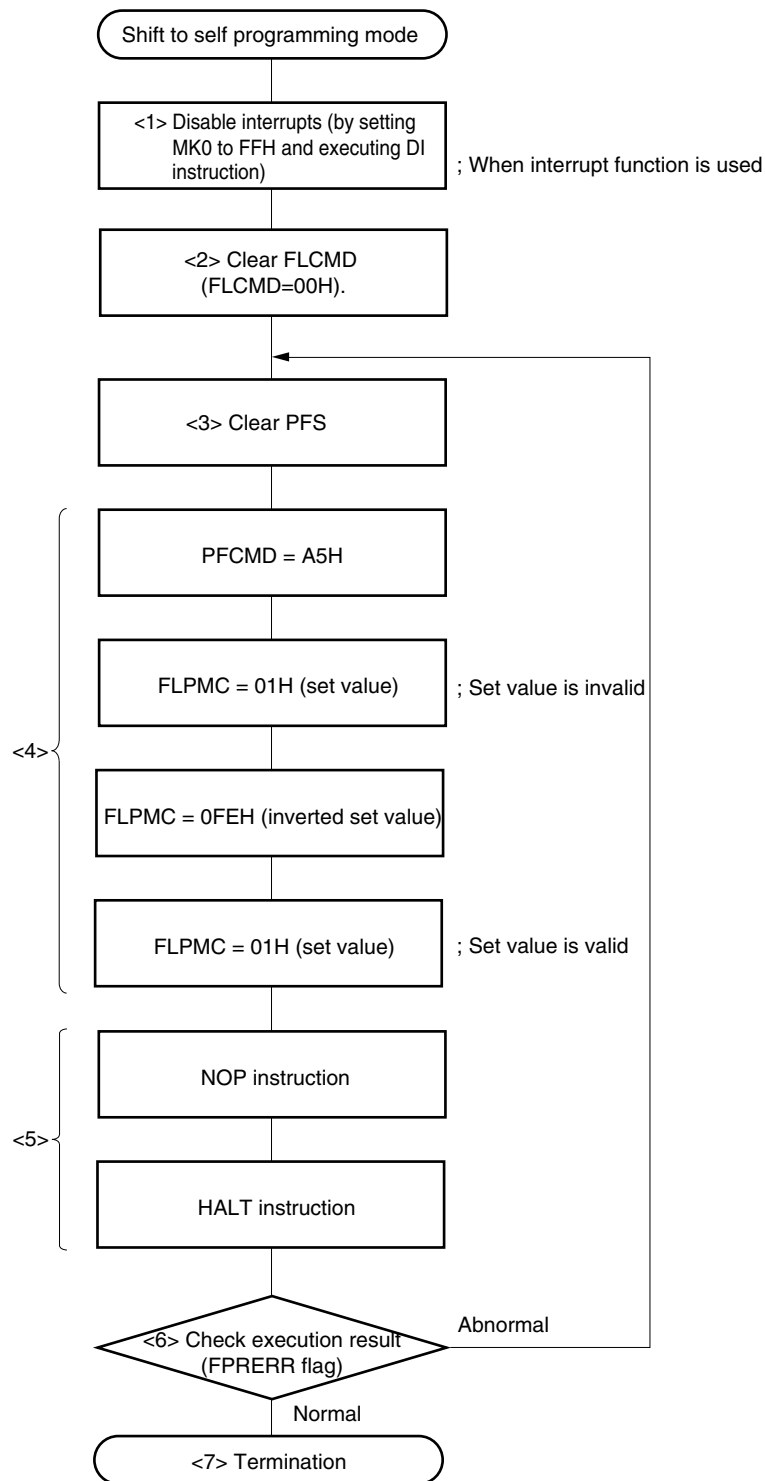 Shift to self programming mode
<1> Disable interrupts (by setting
MK0 to FFH and executing DI
instruction)
; When interrupt function is used
<2> Clear FLCMD
(FLCMD=00H).
<3> Clear PFS
PFCMD = A5H
FLPMC = 01H (set value)
; Set value is invalid
<4>
FLPMC = 0FEH (inverted set value)
FLPMC = 01H (set value)
; Set value is valid
NOP instruction
<5>
HALT instruction
<6> Check execution result
(FPRERR flag)
Abnormal
Normal
<7> Termination